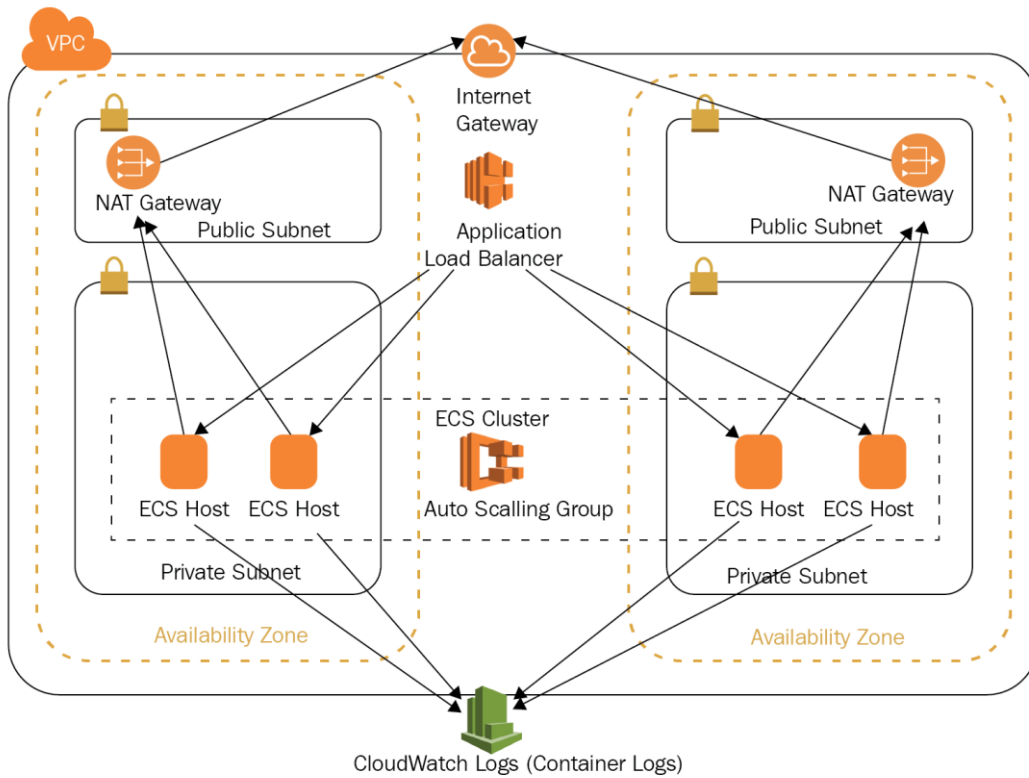 VPC
Internet
Gateway
NAT Gateway
Public Subnet
NAT Gateway
Public Subnet
Application
Load Balancer
ECS Cluster
Auto Scalling Group
ECS Host
ECS Host
Private Subnet
Availability Zone
ECS Host
ECS Host
Private Subnet
Availability Zone
CloudWatch Logs (Container Logs)